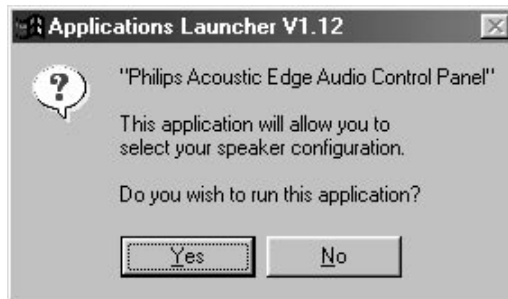 Applications Launcher V1.12
"Philips Acoustic Edge Audio Control Panel"
This application will allow you to
select your speaker configuration.
Do you wish to run this application?
Yes
No